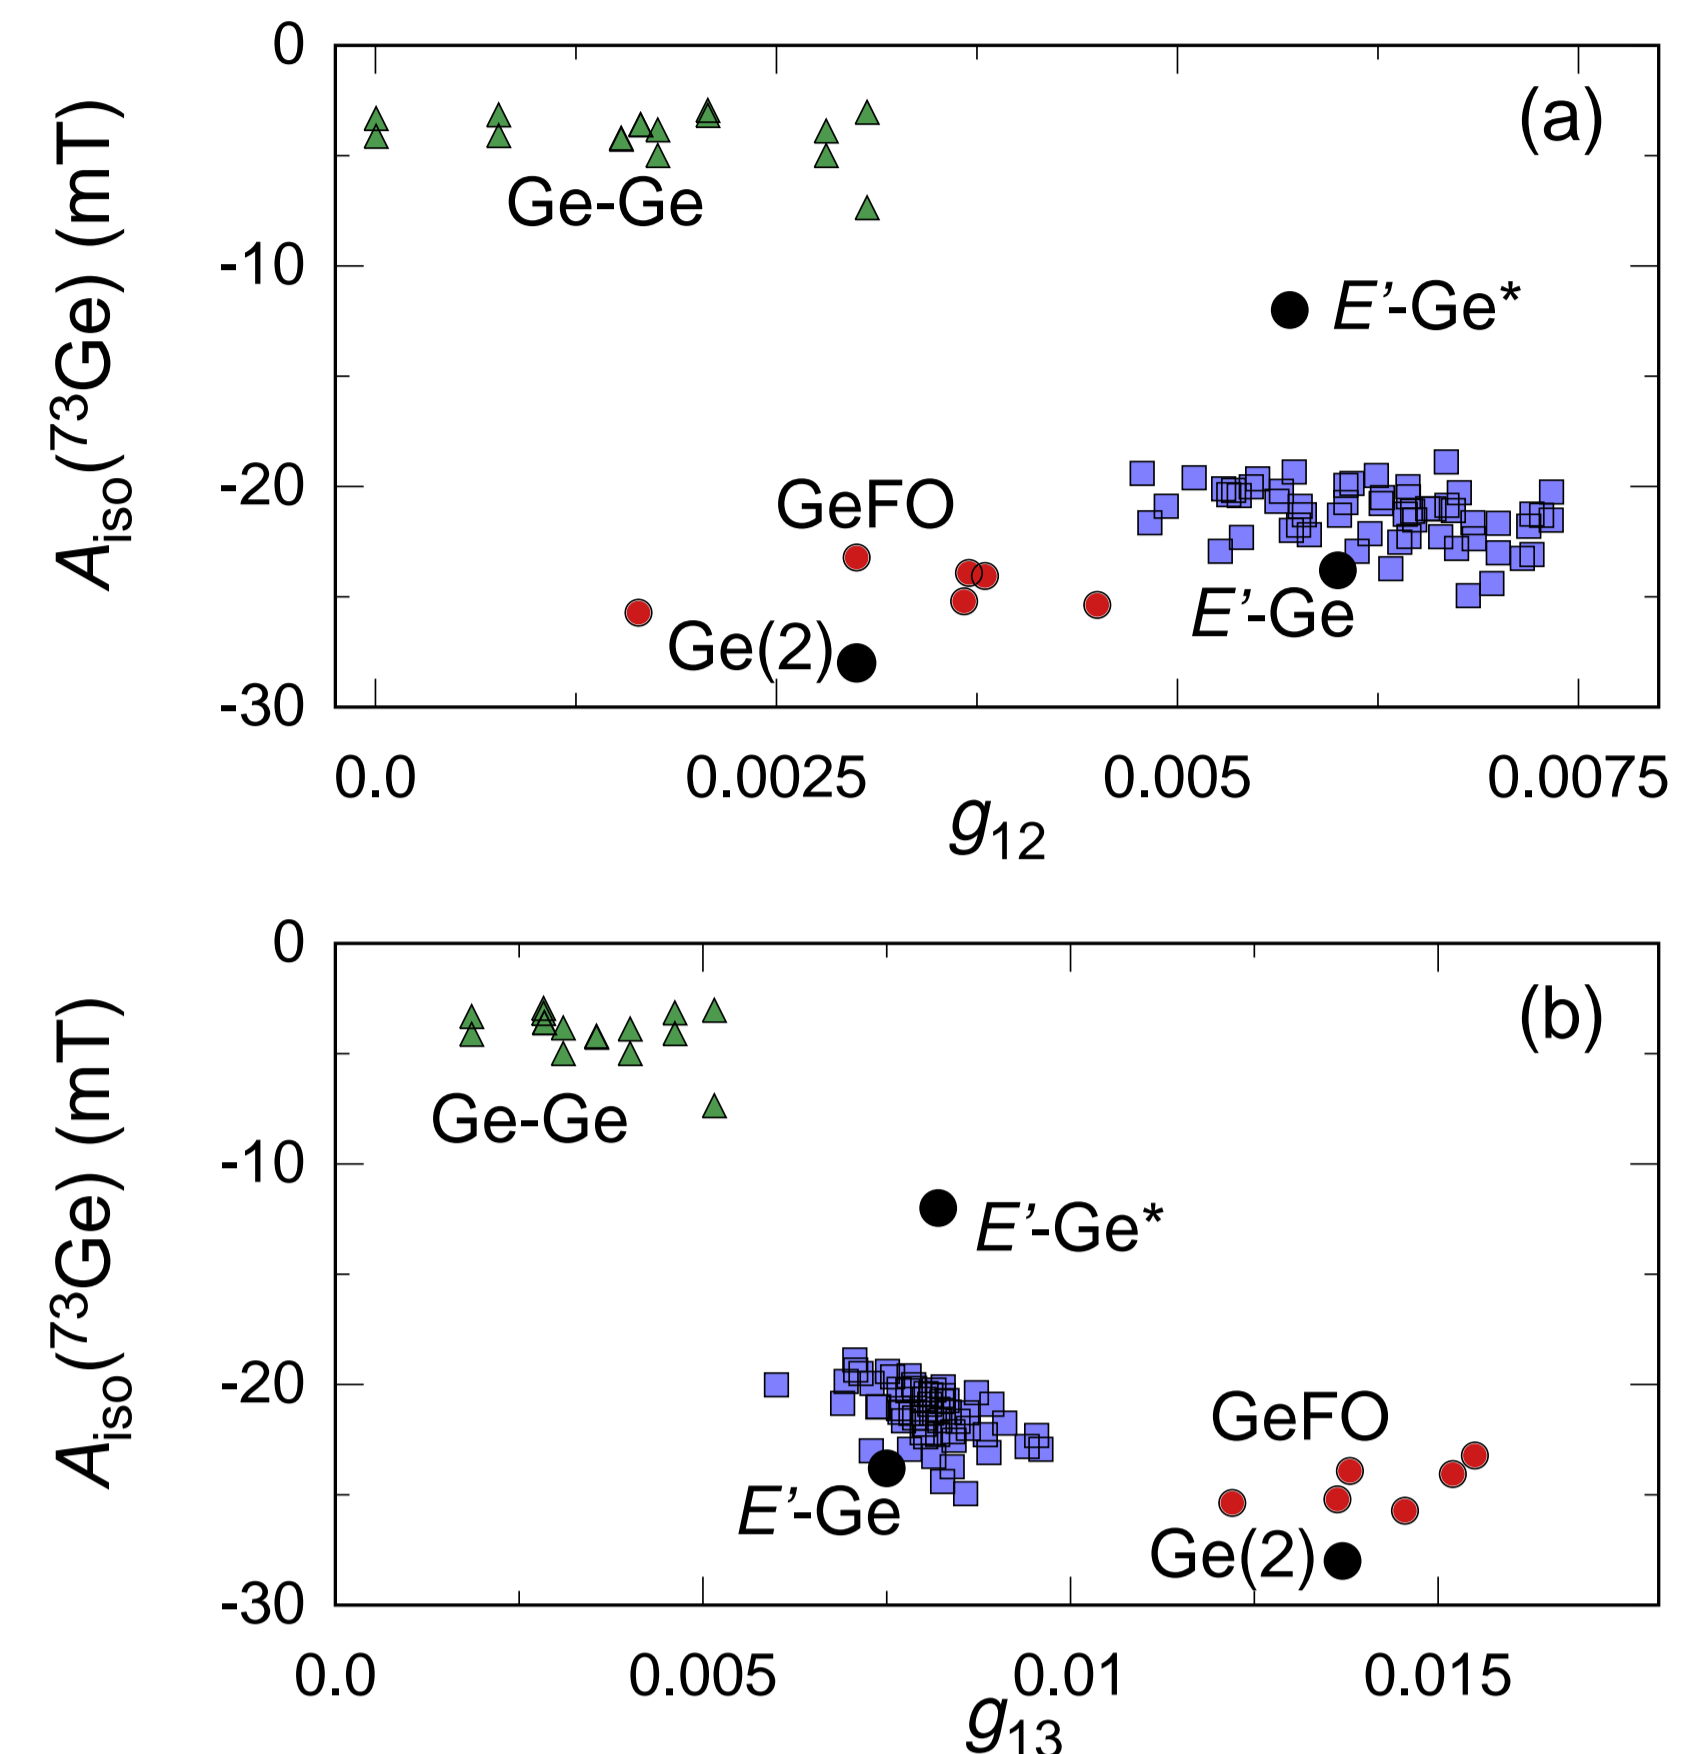 0
(a)
Ge-Ge
-10
E’-Ge*
A_iso(⁷³Ge) (mT)
-20
GeFO
E’-Ge
Ge(2)
-30
0.0 0.0025 0.005 0.0075
g₁₂
0
(b)
Ge-Ge
-10
E’-Ge*
A_iso(⁷³Ge) (mT)
-20
GeFO
E’-Ge
Ge(2)
-30
0.0 0.005 0.01 0.015
g₁₃